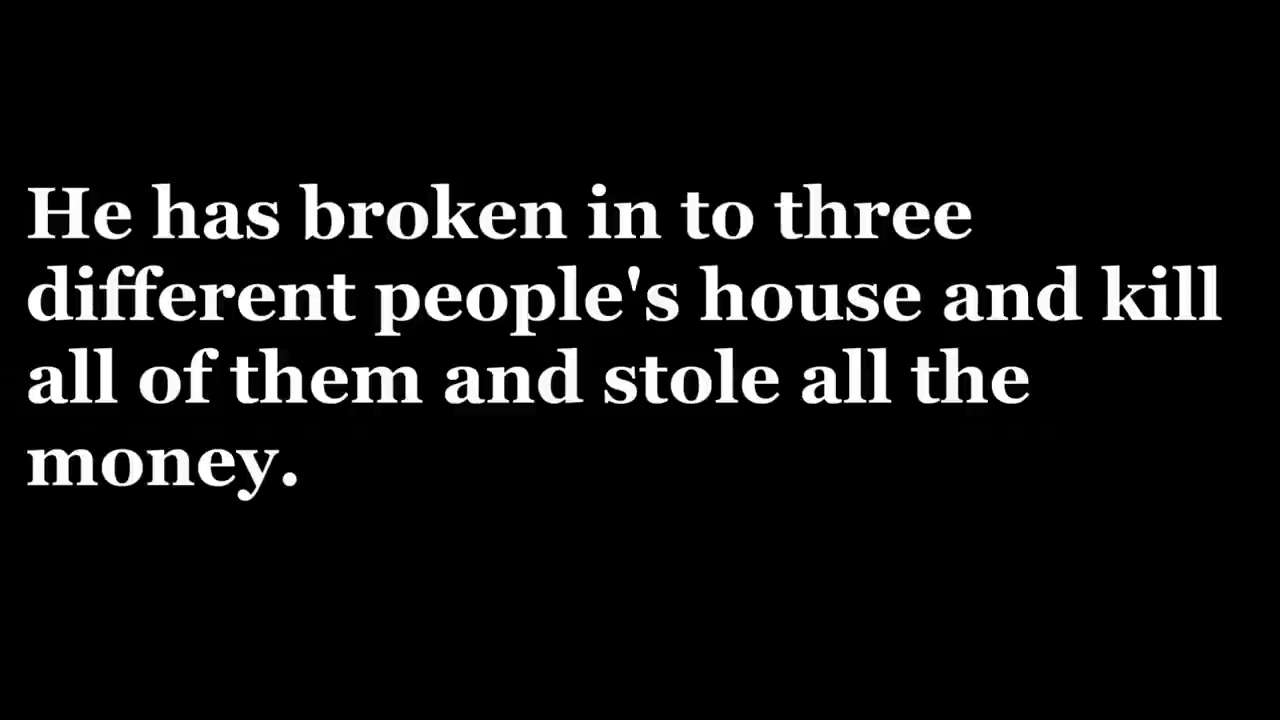 He has broken in to three
different people's house and kill
all of them and stole all the
money.